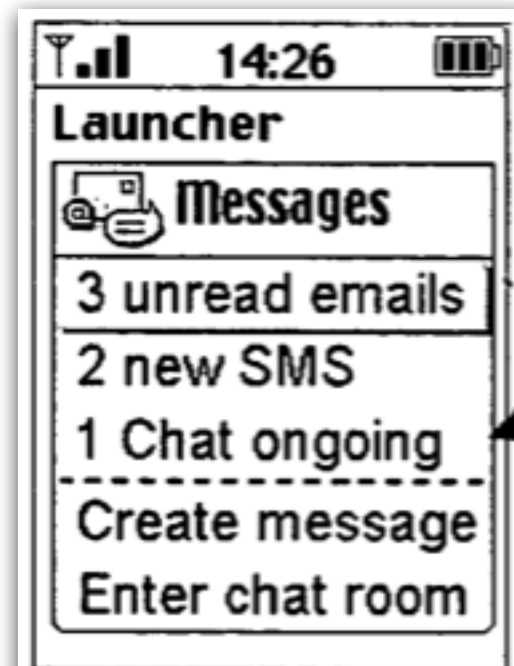 14:26
Launcher
Messages
3 unread emails
2 new SMS
1 Chat ongoing
Create message
Enter chat room